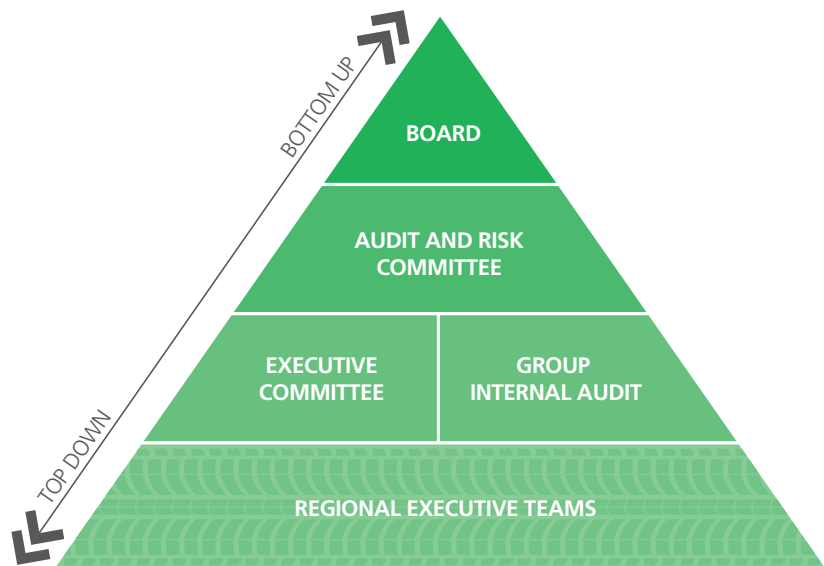 BOTTOM UP
BOARD
AUDIT AND RISK
COMMITTEE
EXECUTIVE
COMMITTEE
GROUP
INTERNAL AUDIT
TOP DOWN
REGIONAL EXECUTIVE TEAMS